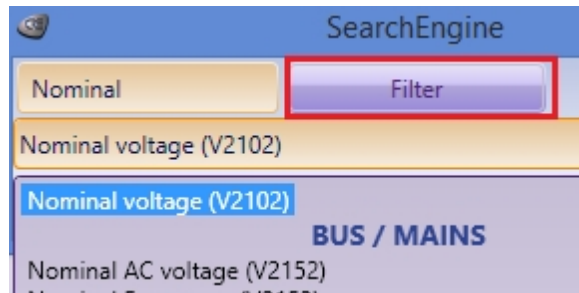 SearchEngine
Nominal Filter
Nominal voltage (V2102)
Nominal voltage (V2102)
BUS / MAINS
Nominal AC voltage (V2152)